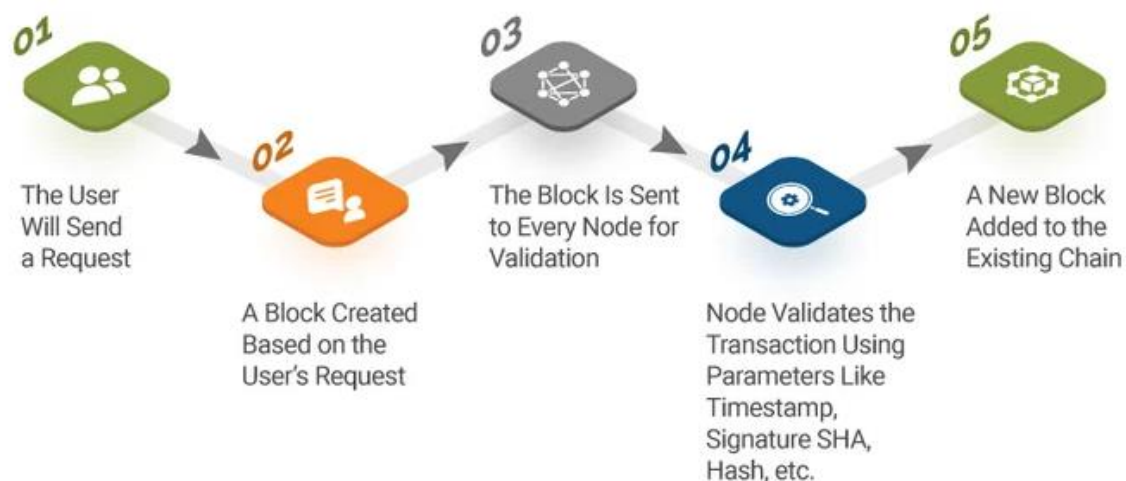 01
The User
Will Send
a Request
02
A Block Created
Based on the
User's Request
03
The Block Is Sent
to Every Node for
Validation
04
Node Validates the
Transaction Using
Parameters Like
Timestamp,
Signature SHA,
Hash, etc.
05
A New Block
Added to the
Existing Chain